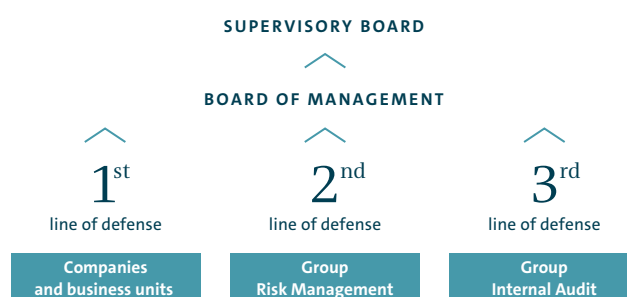 SUPERVISORY BOARD
BOARD OF MANAGEMENT
1st
2nd
3rd
line of defense
line of defense
line of defense
Companies
and business units
Group
Risk Management
Group
Internal Audit